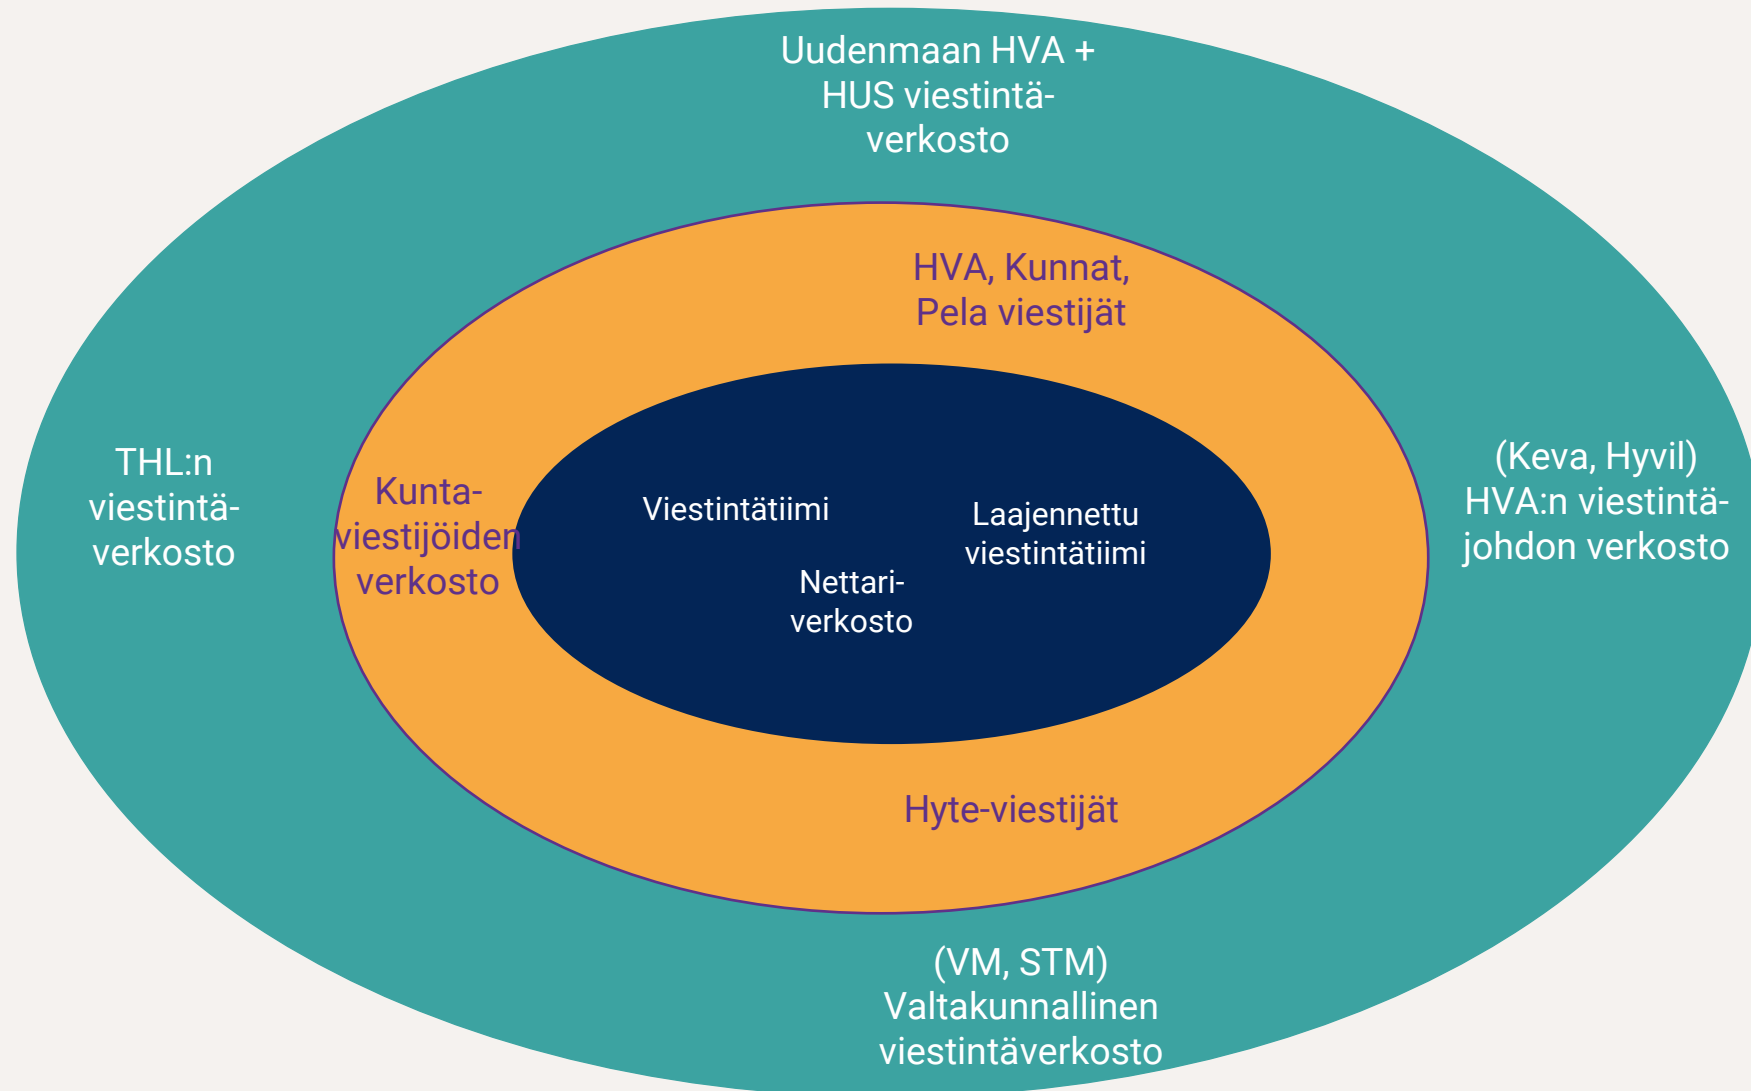 Uudenmaan HVA +
HUS viestintä-
verkosto
HVA, Kunnat,
Pela viestijät
THL:n
viestintä-
verkosto
Kunta-
viestijöiden
verkosto
Viestintätiimi
Laajennettu
viestintätiimi
Nettari-
verkosto
(Keva, Hyvil)
HVA:n viestintä-
johdon verkosto
Hyte-viestijät
(VM, STM)
Valtakunnallinen
viestintäverkosto